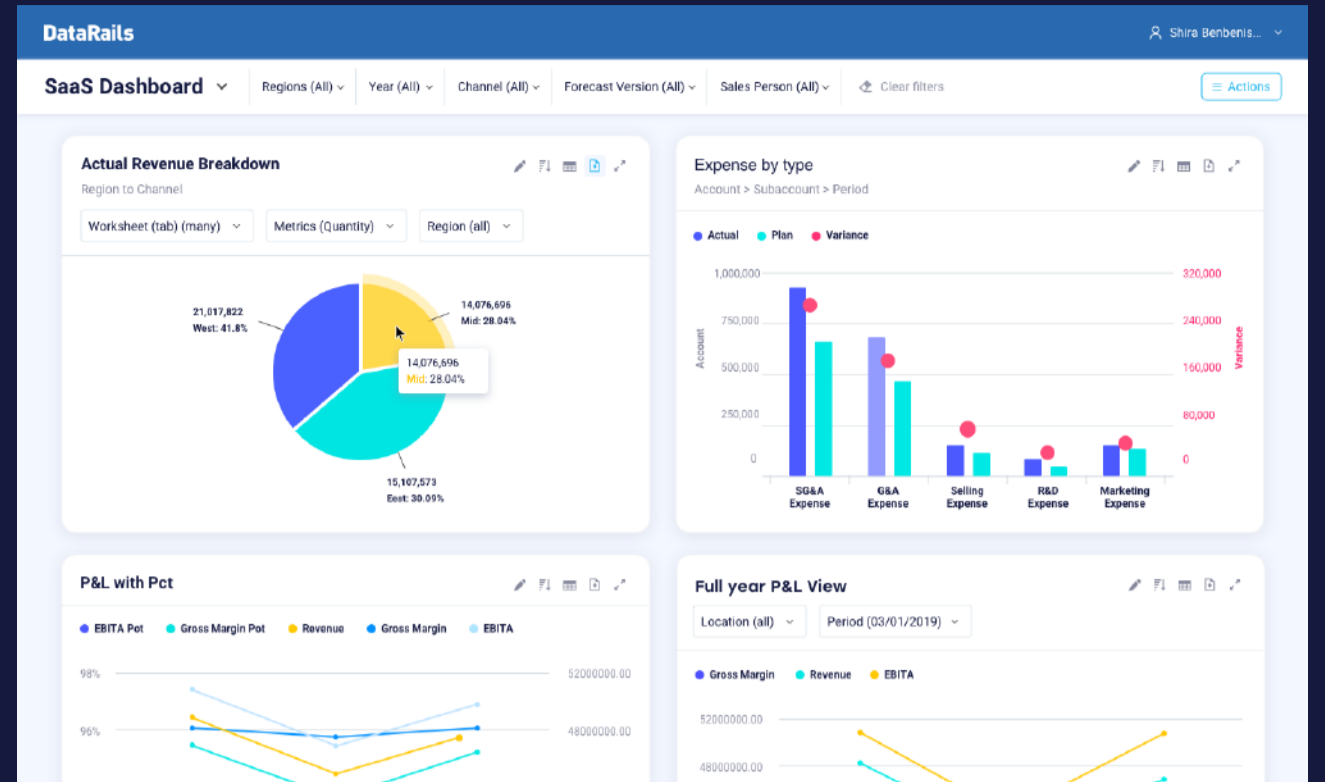 DataRails
Shira Benbenis...
SaaS Dashboard
Regions (All)
Year (All)
Channel (All)
Forecast Version (All)
Sales Person (All)
Clear filters
Actions
Actual Revenue Breakdown
Region to Channel
Worksheet (tab) (many)
Metrics (Quantity)
Region (all)
21,017,822
West: 41.8%
14,076,696
Mid: 28.04%
14,076,696
Mid: 28.04%
15,107,573
Eest: 30.09%
Expense by type
Account > Subaccount > Period
Actual
Plan
Variance
1,000,000
750,000
500,000
250,000
0
Account
320,000
240,000
160,000
80,000
0
Variance
SG&A
Expense
G&A
Expense
Selling
Expense
R&D
Expense
Marketing
Expense
P&L with Pct
EBITA Pot
Gross Margin Pot
Revenue
Gross Margin
EBITA
98%
96%
52000000.00
48000000.00
Full year P&L View
Location (all)
Period (03/01/2019)
Gross Margin
Revenue
EBITA
52000000.00
48000000.00